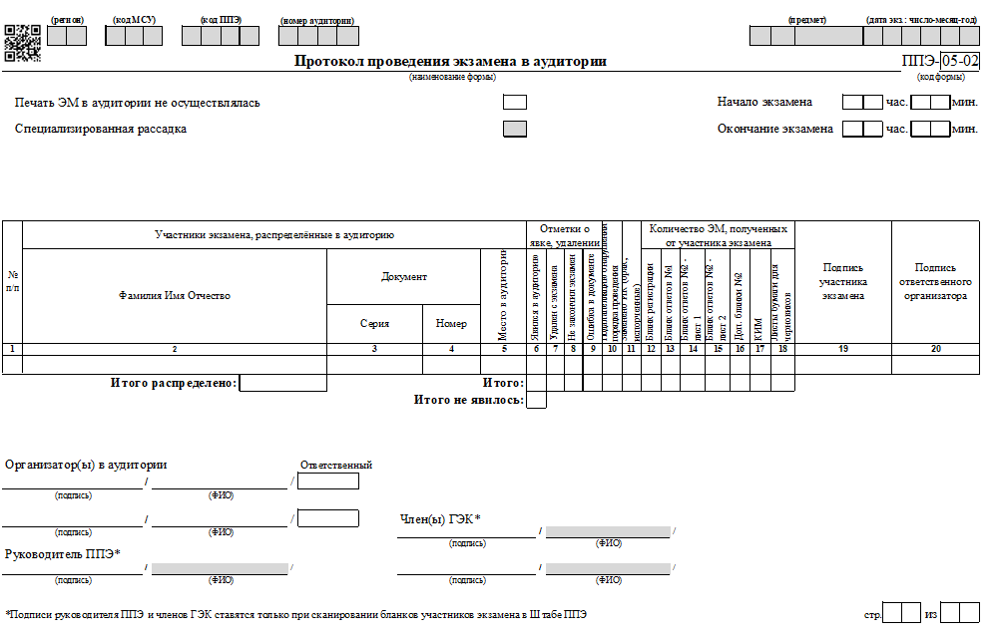 (регион) (код МСУ) (код ППЭ) (номер аудитории) (предмет) (дата экз.: число-месяц-год)
Протокол проведения экзамена в аудитории ППЭ-05-02
(наименование формы) (код формы)
Печать ЭМ в аудитории не осуществлялась Начало экзамена час. мин.
Специализированная рассадка Окончание экзамена час. мин.
№ п/п
Участники экзамена, распределённые в аудиторию
Фамилия Имя Отчество
Документ
Серия
Номер
Место в аудитории
Отметки о
явке, удалении
Явился в аудиторию
Удален с экзамена
Не закончил экзамен
Ошибка в документе
порядка проведения
испорченные)
Количество ЭМ, полученных
от участника экзамена
Бланк регистрации
Бланк ответов №1
Бланк ответов №2 -
лист 1
Бланк ответов №2 -
лист 2
Доп. бланки №2
КИМ
Листы бумаги для
черновиков
Подпись
участника
экзамена
Подпись
ответственного
организатора
1 2 3 4 5 6 7 8 9 10 11 12 13 14 15 16 17 18 19 20
Итого распределено: Итого:
Итого не явилось:
Организатор(ы) в аудитории Ответственный
/ /
(подпись) (ФИО)
/ / Член(ы) ГЭК*
(подпись) (ФИО) / /
(подпись) (ФИО)
Руководитель ППЭ*
/ / / /
(подпись) (ФИО) (подпись) (ФИО)
*Подписи руководителя ППЭ и членов ГЭК ставятся только при сканировании бланков участников экзамена в Штабе ППЭ стр. из